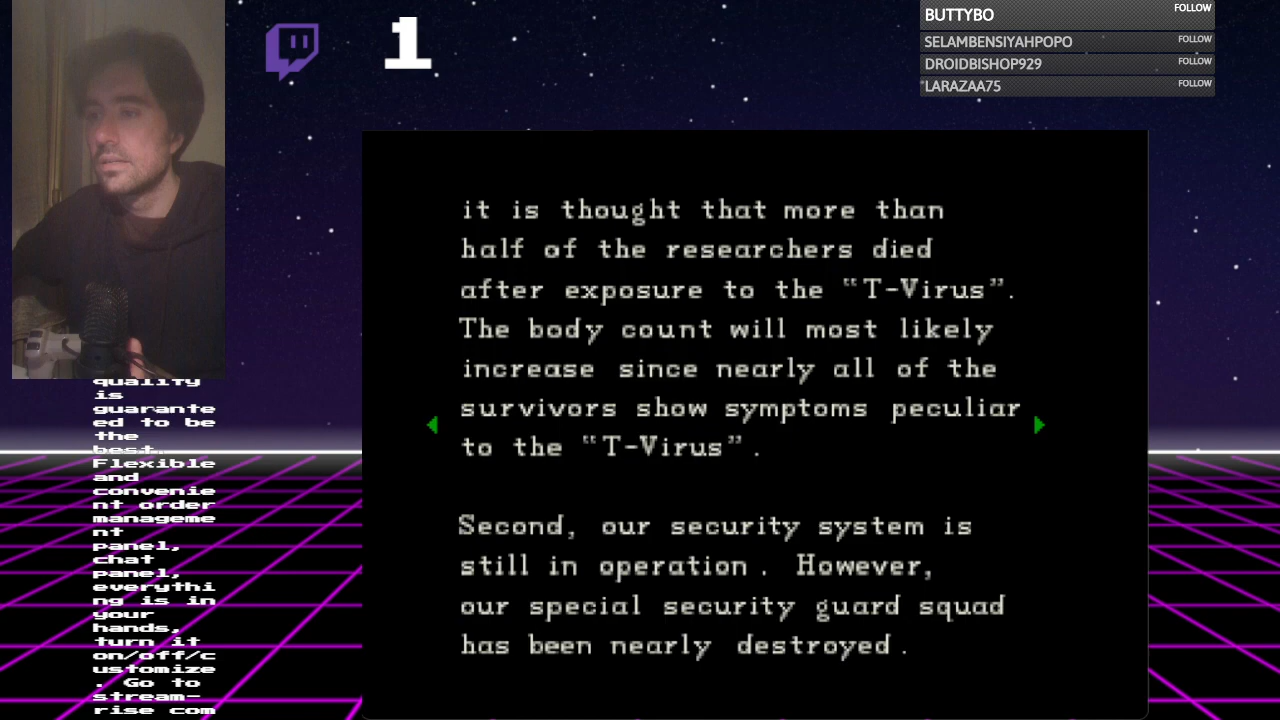 1
BUTTYBO FOLLOW
SELAMBENSIYAHPOPO FOLLOW
DROIDBISHOP929 FOLLOW
LARAZAA75 FOLLOW
it is thought that more than
half of the researchers died
after exposure to the "T-Virus".
The body count will most likely
increase since nearly all of the
survivors show symptoms peculiar
to the "T-Virus".
Second, our security system is
still in operation. However,
our special security guard squad
has been nearly destroyed.
quality
is
guarante
ed to be
the
best.
Flexible
and
convenie
nt order
manageme
nt
panel,
chat
panel,
everythi
ng is in
your
hands,
turn it
on/off/c
ustomize
. Go to
stream-
rise com